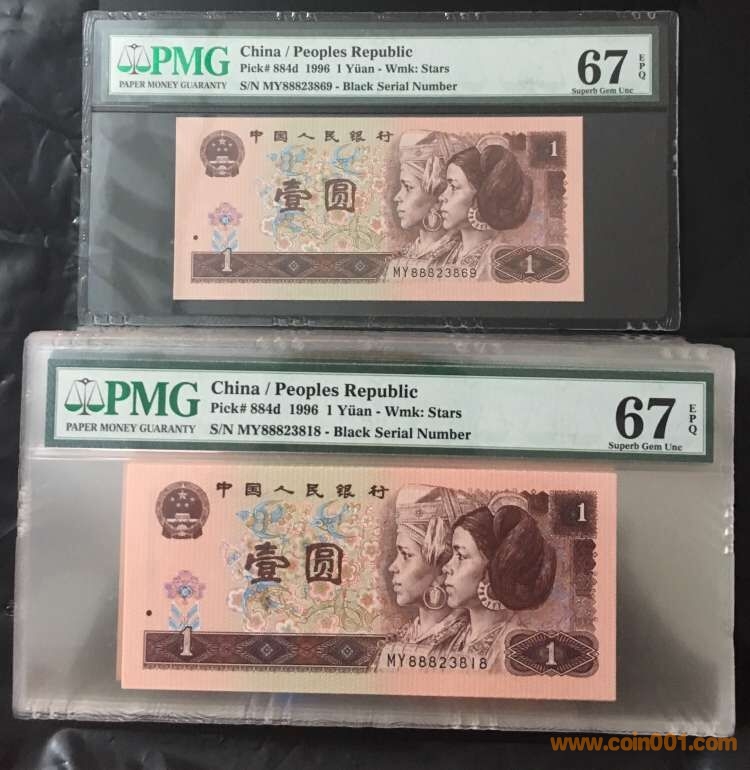 PMG
PAPER MONEY GUARANTY
China / Peoples Republic
Pick# 884d 1996 1 Yüan - Wmk: Stars
S/N MY88823869 - Black Serial Number
67
EPQ
Superb Gem Unc
中国人民银行
1
壹圆
1
1
MY88823869
PMG
PAPER MONEY GUARANTY
China / Peoples Republic
Pick# 884d 1996 1 Yüan - Wmk: Stars
S/N MY88823818 - Black Serial Number
67
EPQ
Superb Gem Unc
中国人民银行
1
壹圆
1
1
MY88823818
www.coin001.com